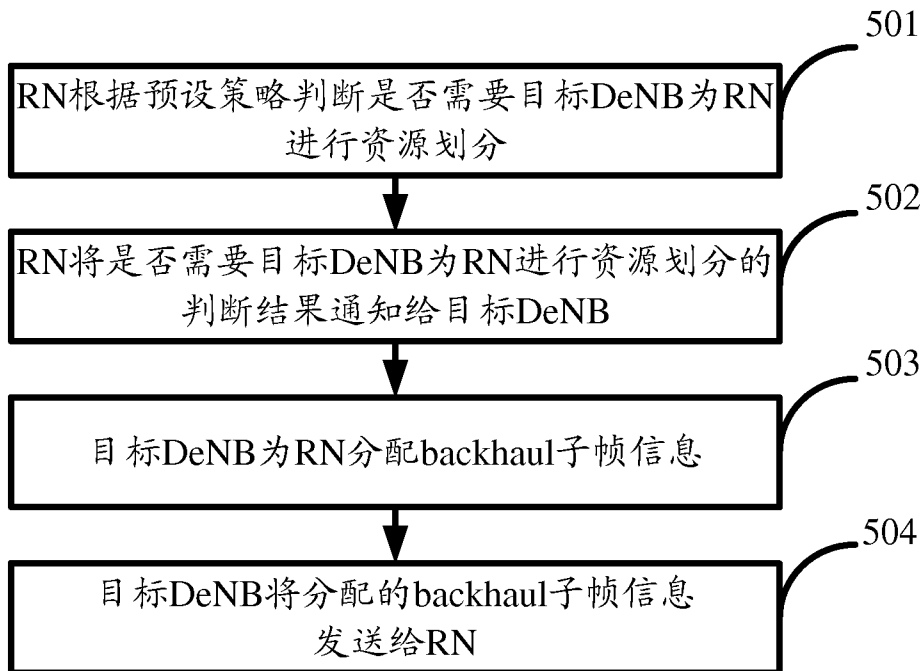 501
RN根据预设策略判断是否需要目标DeNB为RN
进行资源划分
502
RN将是否需要目标DeNB为RN进行资源划分的
判断结果通知给目标DeNB
503
目标DeNB为RN分配backhaul子帧信息
504
目标DeNB将分配的backhaul子帧信息
发送给RN